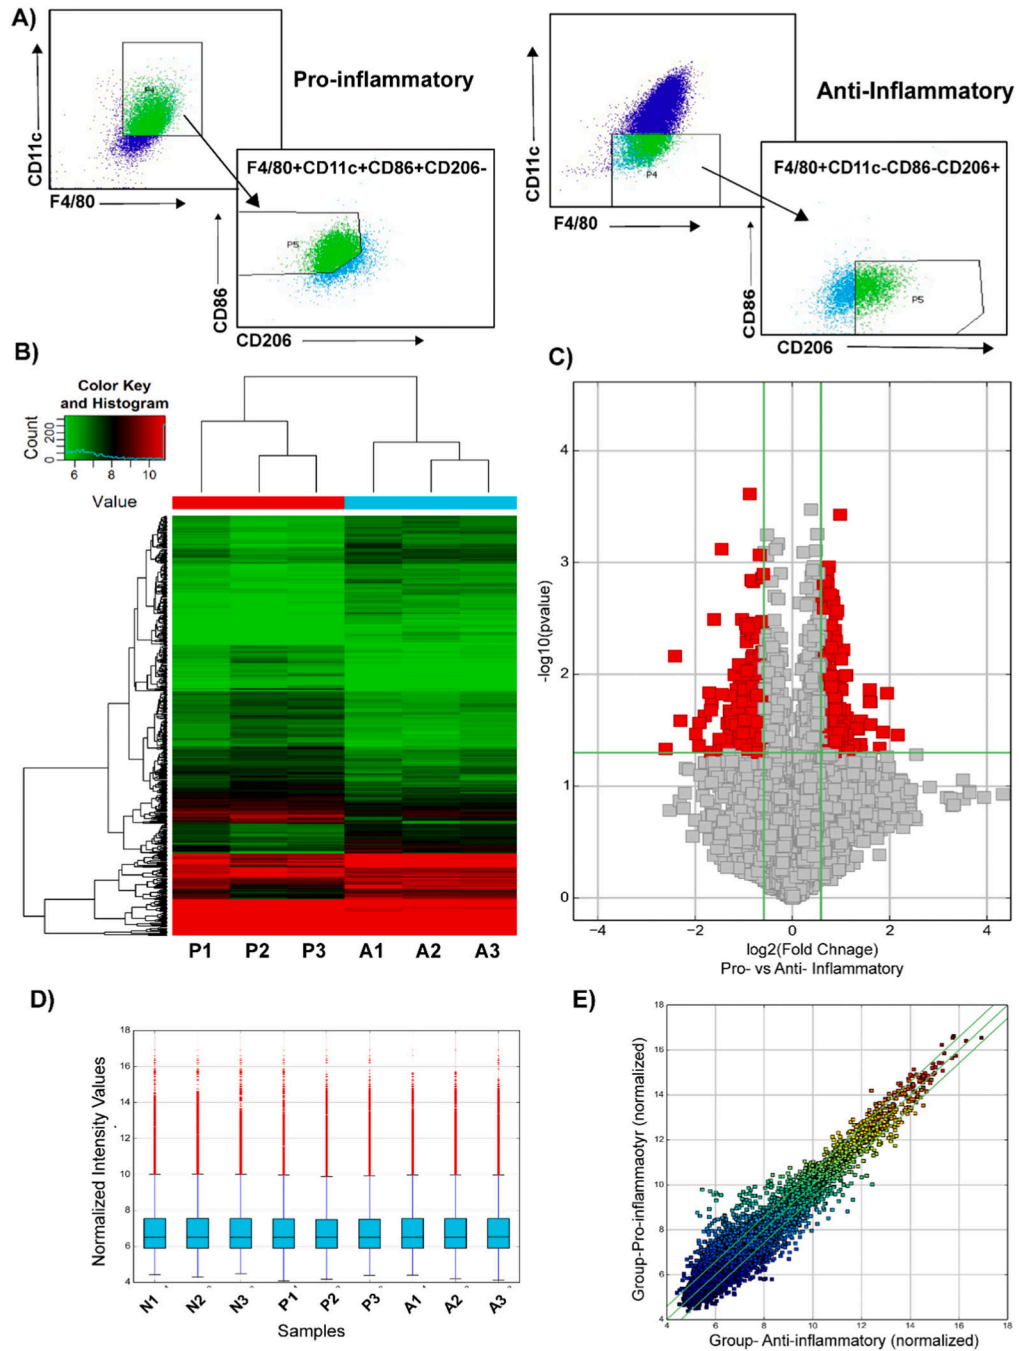 A)
Pro-inflammatory
CD11c
F4/80
P4
F4/80+CD11c+CD86+CD206-
P5
CD86
CD206
Anti-Inflammatory
CD11c
F4/80
P4
F4/80+CD11c-CD86-CD206+
P5
CD86
CD206
B)
Color Key
and Histogram
Count
0 200
6 8 10
Value
P1 P2 P3 A1 A2 A3
C)
-log10(pvalue)
4
3
2
1
0
−4 −2 0 2 4
log2(Fold Chnage)
Pro- vs Anti- Inflammatory
D)
Normalized Intensity Values
18
16
14
12
10
8
6
4
N1 N2 N3 P1 P2 P3 A1 A2 A3
Samples
E)
Group-Pro-inflammaotyr (normalized)
18
16
14
12
10
8
6
4 6 8 10 12 14 16 18
Group- Anti-inflammatory (normalized)